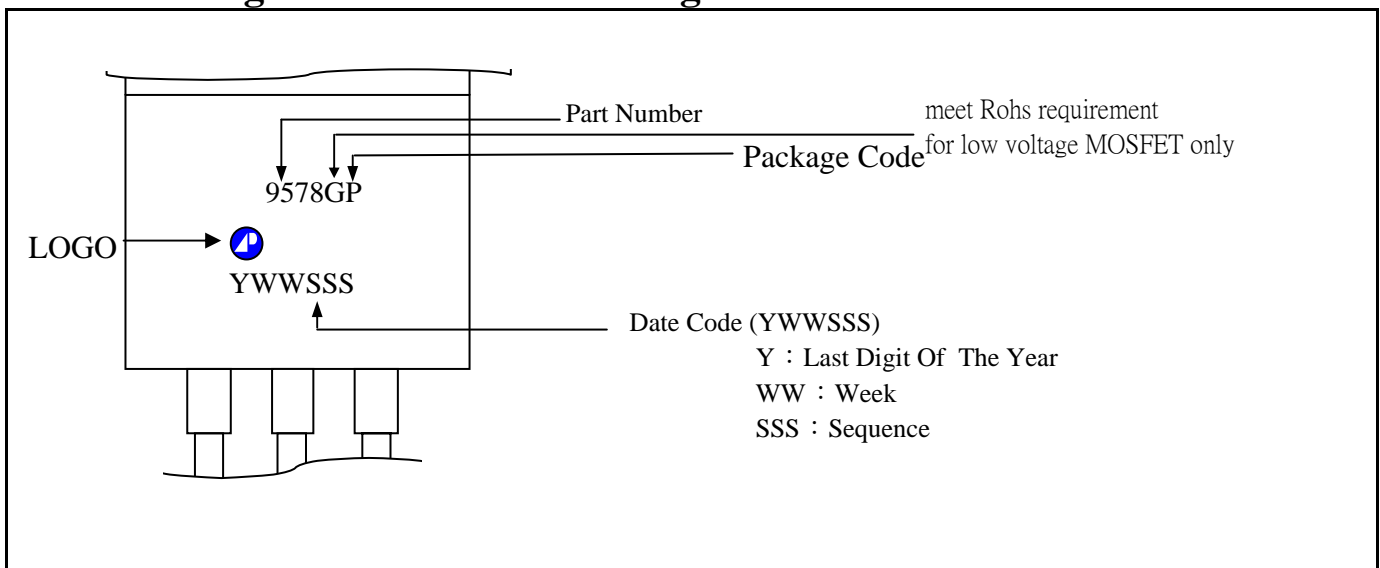 Part Number
meet Rohs requirement
for low voltage MOSFET only
Package Code
9578GP
LOGO
YWWSSS
Date Code (YWWSSS)
Y：Last Digit Of The Year
WW：Week
SSS：Sequence